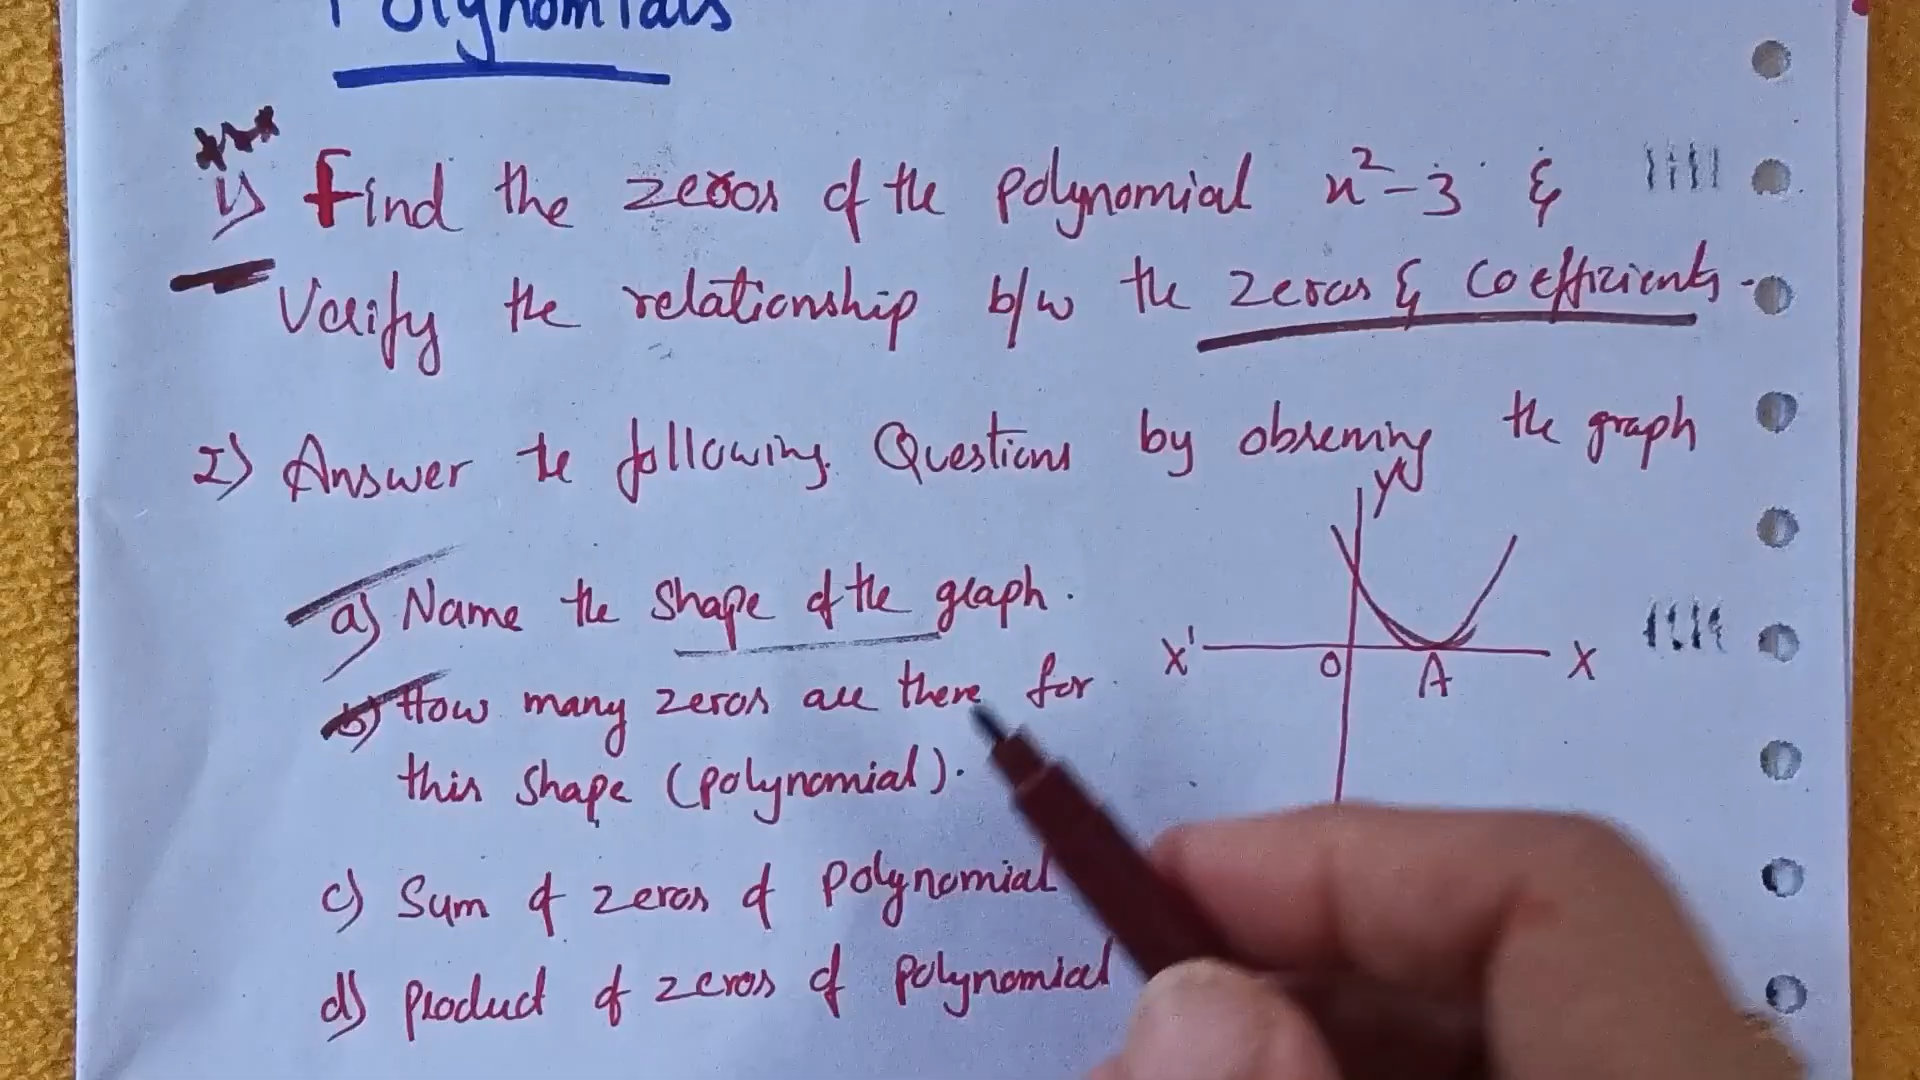 Polynomials
1) Find the zeros of the polynomial x²-3 &
Verify the relationship b/w the zeros & coefficients.
2) Answer the following Questions by observing the graph
a) Name the shape of the graph.
b) How many zeros are there for
this shape (polynomial).
c) Sum of zeros of polynomial
d) product of zeros of polynomial
Y
X' O A X